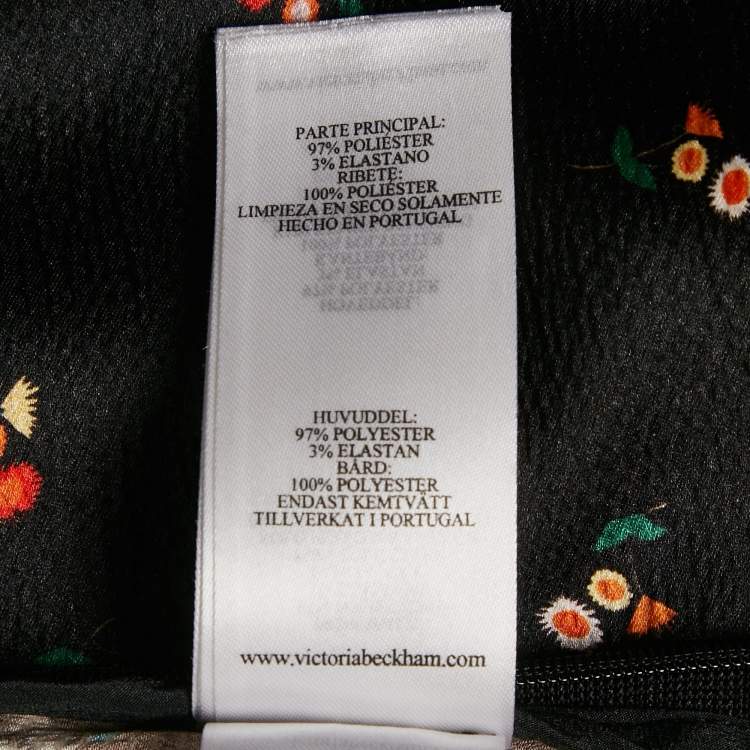 PARTE PRINCIPAL:
97% POLIÉSTER
3% ELASTANO
RIBETE:
100% POLIÉSTER
LIMPIEZA EN SECO SOLAMENTE
HECHO EN PORTUGAL
HUVUDDEL:
97% POLYESTER
3% ELASTAN
BÅRD:
100% POLYESTER
ENDAST KEMTVÄTT
TILLVERKAT I PORTUGAL
www.victoriabeckham.com